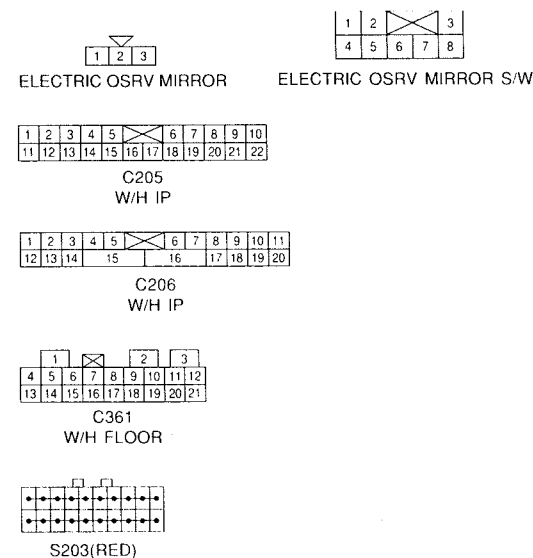 1 2 3
ELECTRIC OSRV MIRROR
1 2 3
4 5 6 7 8
ELECTRIC OSRV MIRROR S/W
1 2 3 4 5 6 7 8 9 10
11 12 13 14 15 16 17 18 19 20 21 22
C205
W/H IP
1 2 3 4 5 6 7 8 9 10 11
12 13 14 15 16 17 18 19 20
C206
W/H IP
1 2 3
4 5 6 7 8 9 10 11 12
13 14 15 16 17 18 19 20 21
C361
W/H FLOOR
S203(RED)